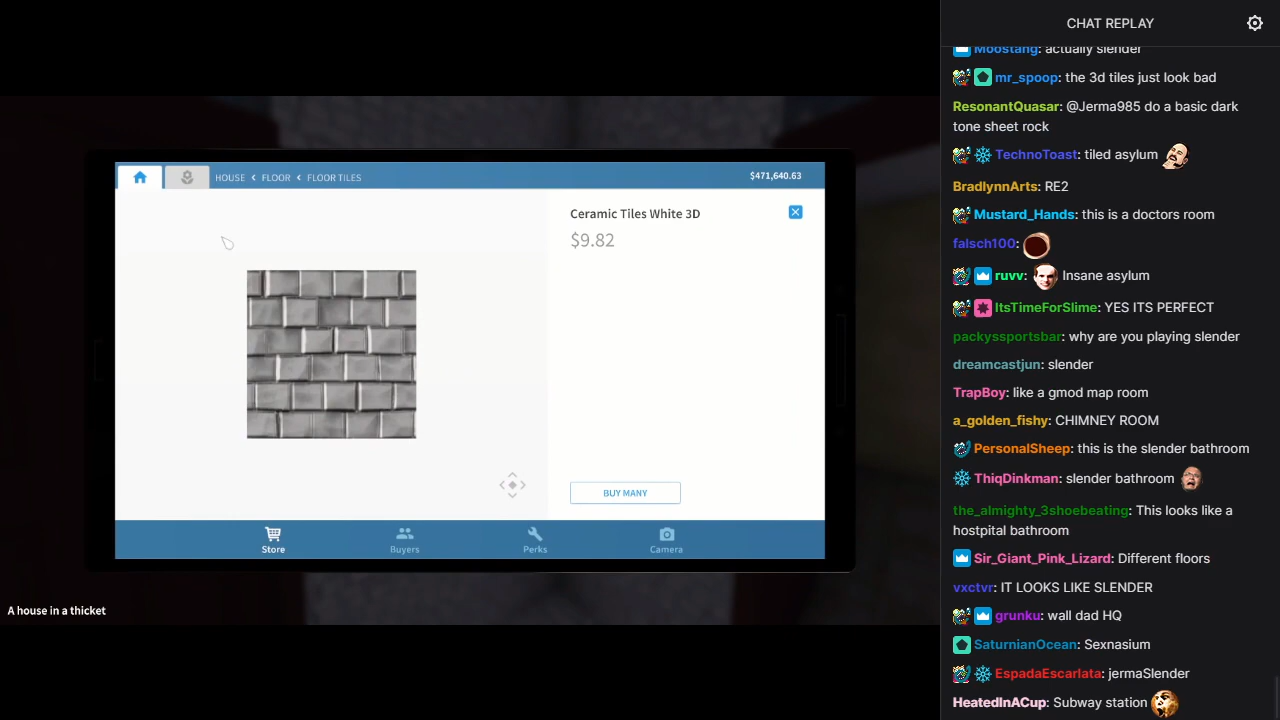 HOUSE < FLOOR < FLOOR TILES
$471,640.63
Ceramic Tiles White 3D
$9.82
BUY MANY
Store
Buyers
Perks
Camera
A house in a thicket
CHAT REPLAY
Moostang: actually slender
mr_spoop: the 3d tiles just look bad
ResonantQuasar: @Jerma985 do a basic dark
tone sheet rock
TechnoToast: tiled asylum
BradlynnArts: RE2
Mustard_Hands: this is a doctors room
falsch100:
ruvv: Insane asylum
ItsTimeForSlime: YES ITS PERFECT
packyssportsbar: why are you playing slender
dreamcastjun: slender
TrapBoy: like a gmod map room
a_golden_fishy: CHIMNEY ROOM
PersonalSheep: this is the slender bathroom
ThiqDinkman: slender bathroom
the_almighty_3shoebeating: This looks like a
hostpital bathroom
Sir_Giant_Pink_Lizard: Different floors
vxctvr: IT LOOKS LIKE SLENDER
grunku: wall dad HQ
SaturnianOcean: Sexnasium
EspadaEscarlata: jermaSlender
HeatedInACup: Subway station